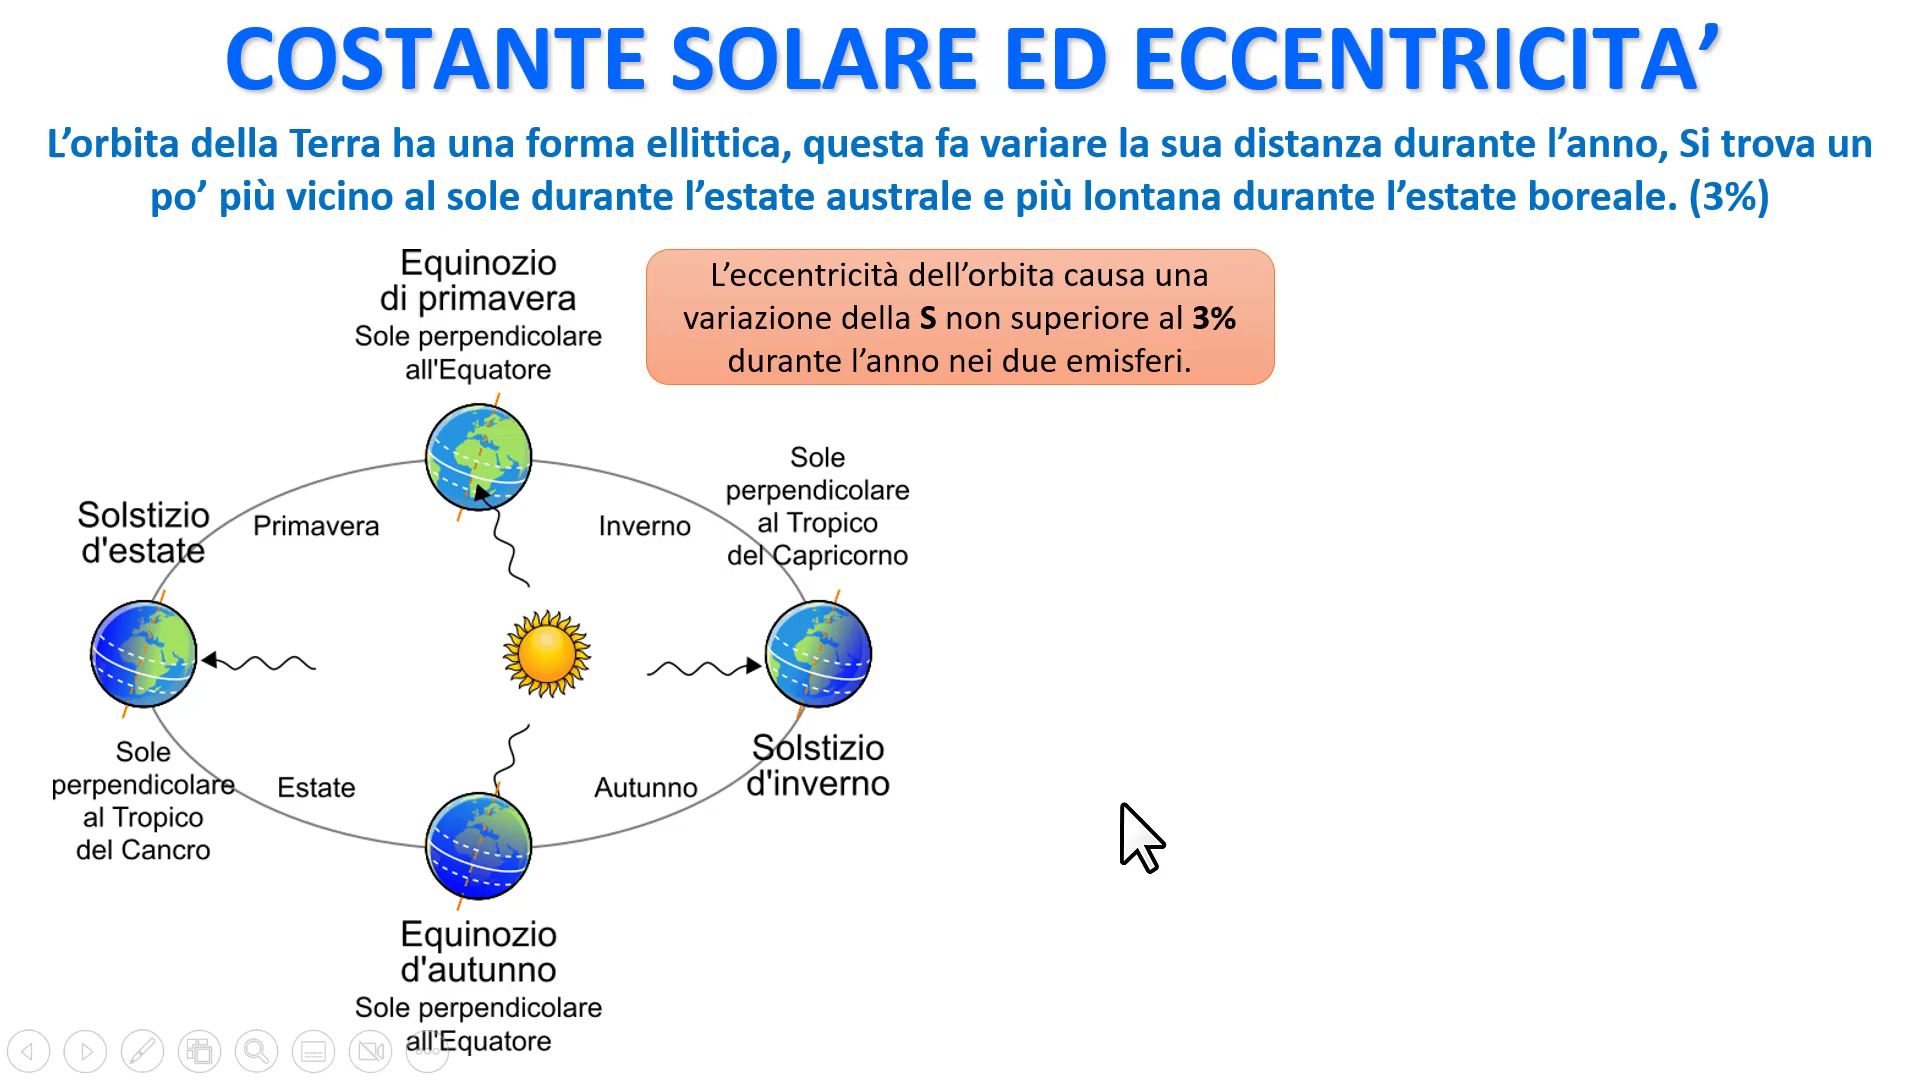 COSTANTE SOLARE ED ECCENTRICITA’
L’orbita della Terra ha una forma ellittica, questa fa variare la sua distanza durante l’anno, Si trova un
po’ più vicino al sole durante l’estate australe e più lontana durante l’estate boreale. (3%)
Equinozio
di primavera
Sole perpendicolare
all'Equatore
L’eccentricità dell’orbita causa una
variazione della S non superiore al 3%
durante l’anno nei due emisferi.
Sole
perpendicolare
al Tropico
del Capricorno
Solstizio
d'estate
Primavera
Inverno
Sole
perpendicolare
al Tropico
del Cancro
Estate
Autunno
Solstizio
d'inverno
Equinozio
d'autunno
Sole perpendicolare
all'Equatore